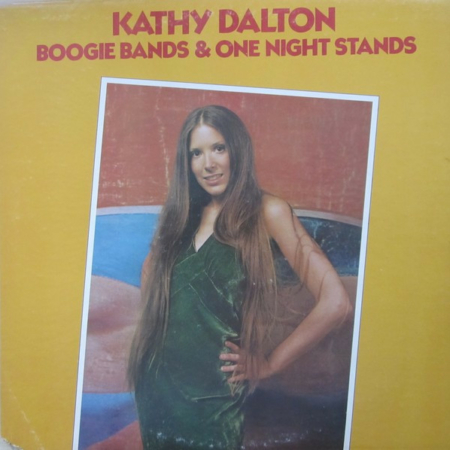 KATHY DALTON
BOOGIE BANDS & ONE NIGHT STANDS